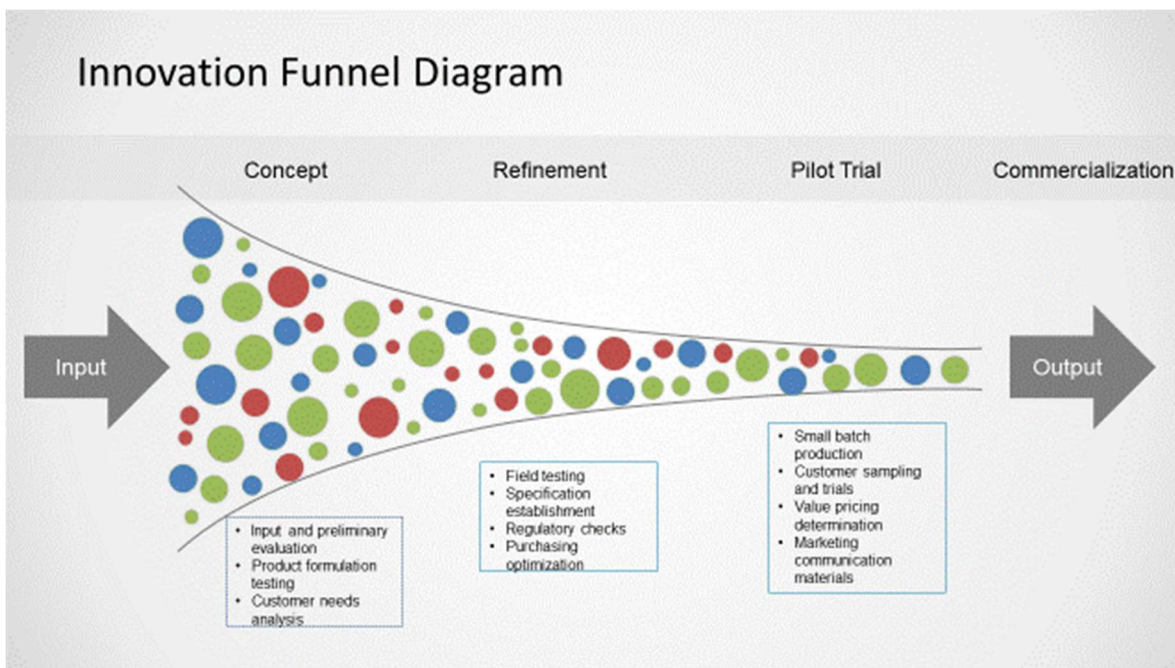 Innovation Funnel Diagram
Concept
Refinement
Pilot Trial
Commercialization
Input
Output
• Input and preliminary
evaluation
• Product formulation
testing
• Customer needs
analysis
• Field testing
• Specification
establishment
• Regulatory checks
• Purchasing
optimization
• Small batch
production
• Customer sampling
and trials
• Value pricing
determination
• Marketing
communication
materials